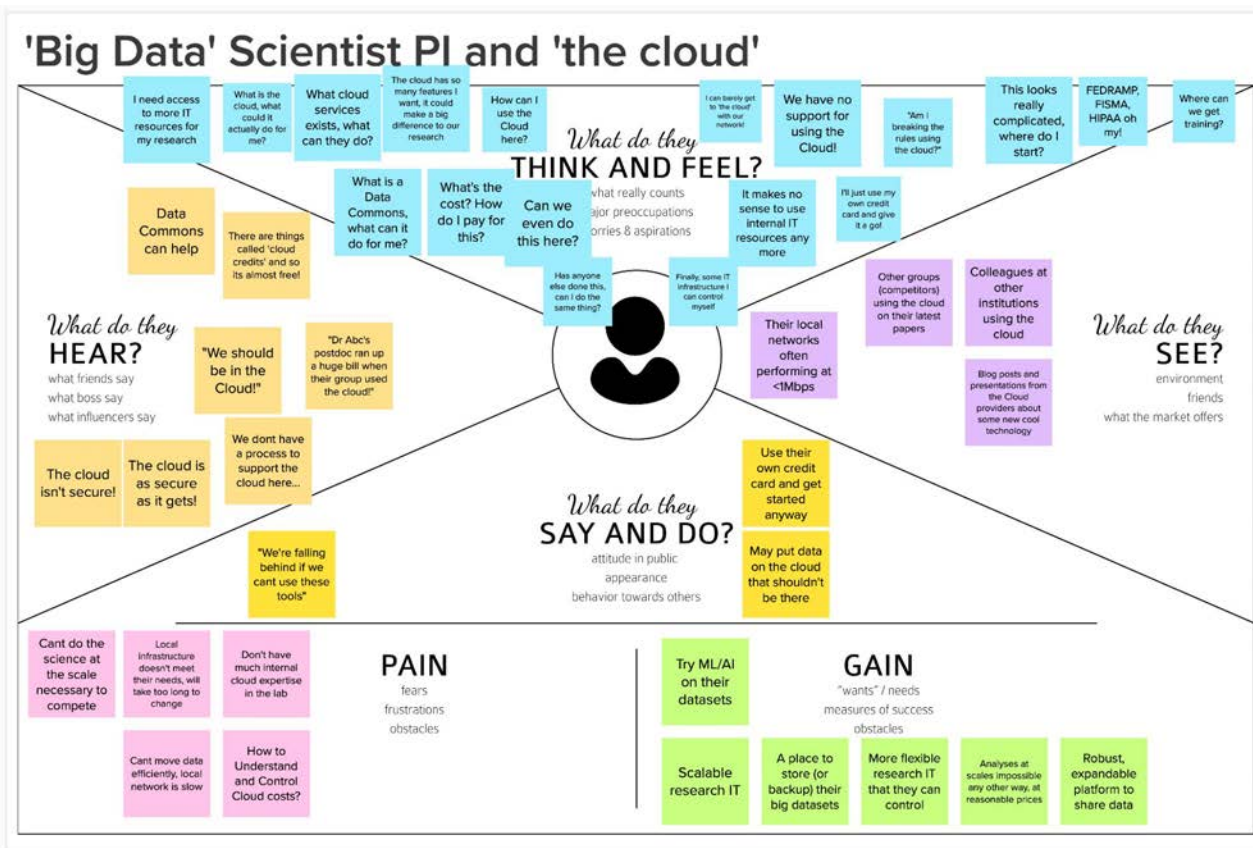 'Big Data' Scientist PI and 'the cloud'
I need access
to more IT
resources for
my research
What is the
cloud, what
could it
actually do for
me?
What cloud
services
exists, what
can they do?
The cloud has so
many features I
want, it could
make a big
difference to our
research
How can I
use the
Cloud
here?
I can barely get
to 'the cloud'
with our
network!
We have no
support for
using the
Cloud!
"Am I
breaking the
rules using
the cloud?"
This looks
really
complicated,
where do I
start?
FEDRAMP,
FISMA,
HIPAA oh
my!
Where can
we get
training?
What do they
THINK AND FEEL?
what really counts
ajor preoccupations
orries & aspirations
What is a
Data
Commons,
what can it
do for me?
What's the
cost? How
do I pay for
this?
Can we
even do
this here?
It makes no
sense to use
internal IT
resources any
more
I'll just use my
own credit
card and give
it a go!
Has anyone
else done this,
can I do the
same thing?
Finally, some IT
infrastructure I
can control
myself
Data
Commons
can help
There are things
called 'cloud
credits' and so
its almost free!
What do they
HEAR?
what friends say
what boss say
what influencers say
"We should
be in the
Cloud!"
"Dr Abc's
postdoc ran up
a huge bill when
their group used
the cloud!"
The cloud
isn't secure!
The cloud is
as secure
as it gets!
We dont have
a process to
support the
cloud here...
Their local
networks
often
performing at
<1Mbps
Other groups
(competitors)
using the cloud
on their latest
papers
Colleagues at
other
institutions
using the
cloud
Blog posts and
presentations from
the Cloud
providers about
some new cool
technology
What do they
SEE?
environment
friends
what the market offers
What do they
SAY AND DO?
attitude in public
appearance
behavior towards others
"We're falling
behind if we
cant use these
tools"
Use their
own credit
card and get
started
anyway
May put data
on the cloud
that shouldn't
be there
Cant do the
science at
the scale
necessary to
compete
Local
infrastructure
doesn't meet
their needs, will
take too long to
change
Don't have
much internal
cloud expertise
in the lab
Cant move data
efficiently, local
network is slow
How to
Understand
and Control
Cloud costs?
PAIN
fears
frustrations
obstacles
Try ML/AI
on their
datasets
GAIN
"wants" / needs
measures of success
obstacles
Scalable
research IT
A place to
store (or
backup) their
big datasets
More flexible
research IT
that they can
control
Analyses at
scales impossible
any other way, at
reasonable prices
Robust,
expandable
platform to
share data